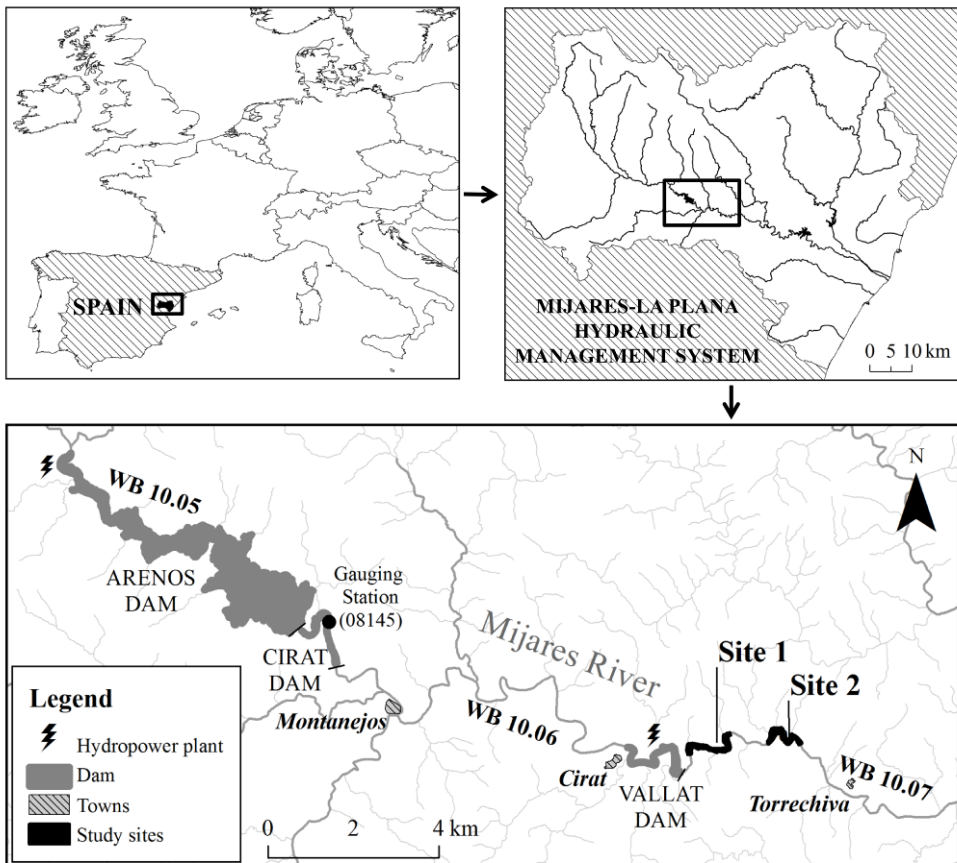 SPAIN
MIJARES-LA PLANA
HYDRAULIC
MANAGEMENT SYSTEM
0 5 10 km
WB 10.05
N
ARENOS
DAM
Gauging
Station
(08145)
CIRAT
DAM
Mijares River
Site 1
Site 2
Montanejos
WB 10.06
Cirat
VALLAT
DAM
Torrechiva
WB 10.07
Legend
Hydropower plant
Dam
Towns
Study sites
0 2 4 km